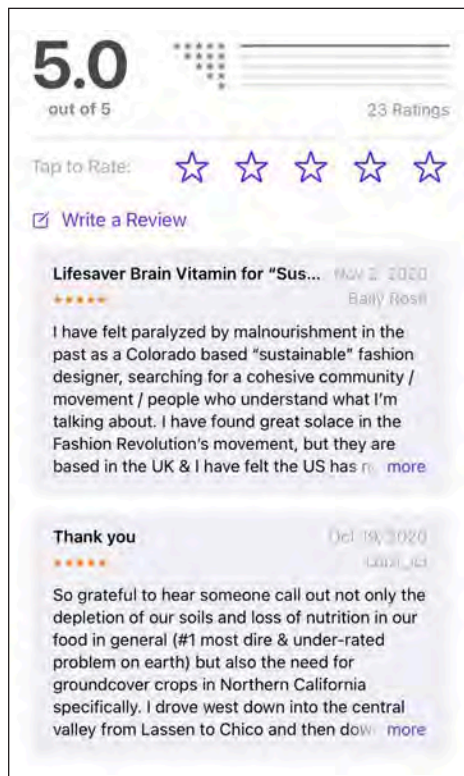 5.0
out of 5
23 Ratings
Tap to Rate:
Write a Review
Lifesaver Brain Vitamin for “Sus... Nov 2, 2020
Baily Rose
I have felt paralyzed by malnourishment in the
past as a Colorado based “sustainable” fashion
designer, searching for a cohesive community /
movement / people who understand what I’m
talking about. I have found great solace in the
Fashion Revolution’s movement, but they are
based in the UK & I have felt the US has more
Thank you Oct 19, 2020
So grateful to hear someone call out not only the
depletion of our soils and loss of nutrition in our
food in general (#1 most dire & under-rated
problem on earth) but also the need for
groundcover crops in Northern California
specifically. I drove west down into the central
valley from Lassen to Chico and then dow more